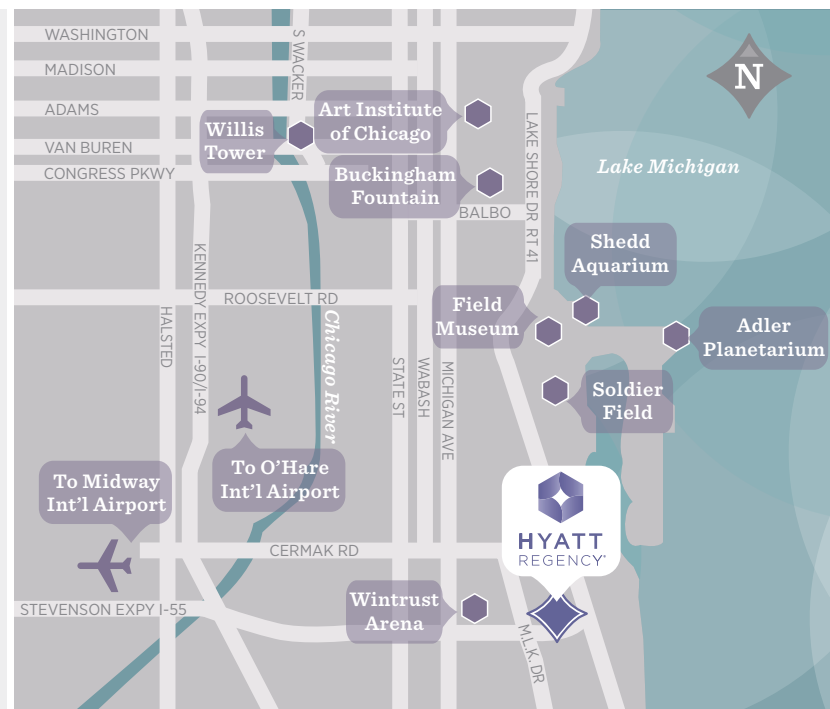 WASHINGTON
MADISON
ADAMS
VAN BUREN
CONGRESS PKWY
S WACKER
Willis
Tower
Art Institute
of Chicago
Buckingham
Fountain
BALBO
LAKE SHORE DR RT 41
N
Lake Michigan
Shedd
Aquarium
Field
Museum
Adler
Planetarium
Soldier
Field
ROOSEVELT RD
HALSTED
KENNEDY EXPY I-90/I-94
Chicago River
STATE ST
WABASH
MICHIGAN AVE
To Midway
Int'l Airport
To O'Hare
Int'l Airport
CERMAK RD
HYATT
REGENCY®
STEVENSON EXPY I-55
Wintrust
Arena
M.L.K. DR